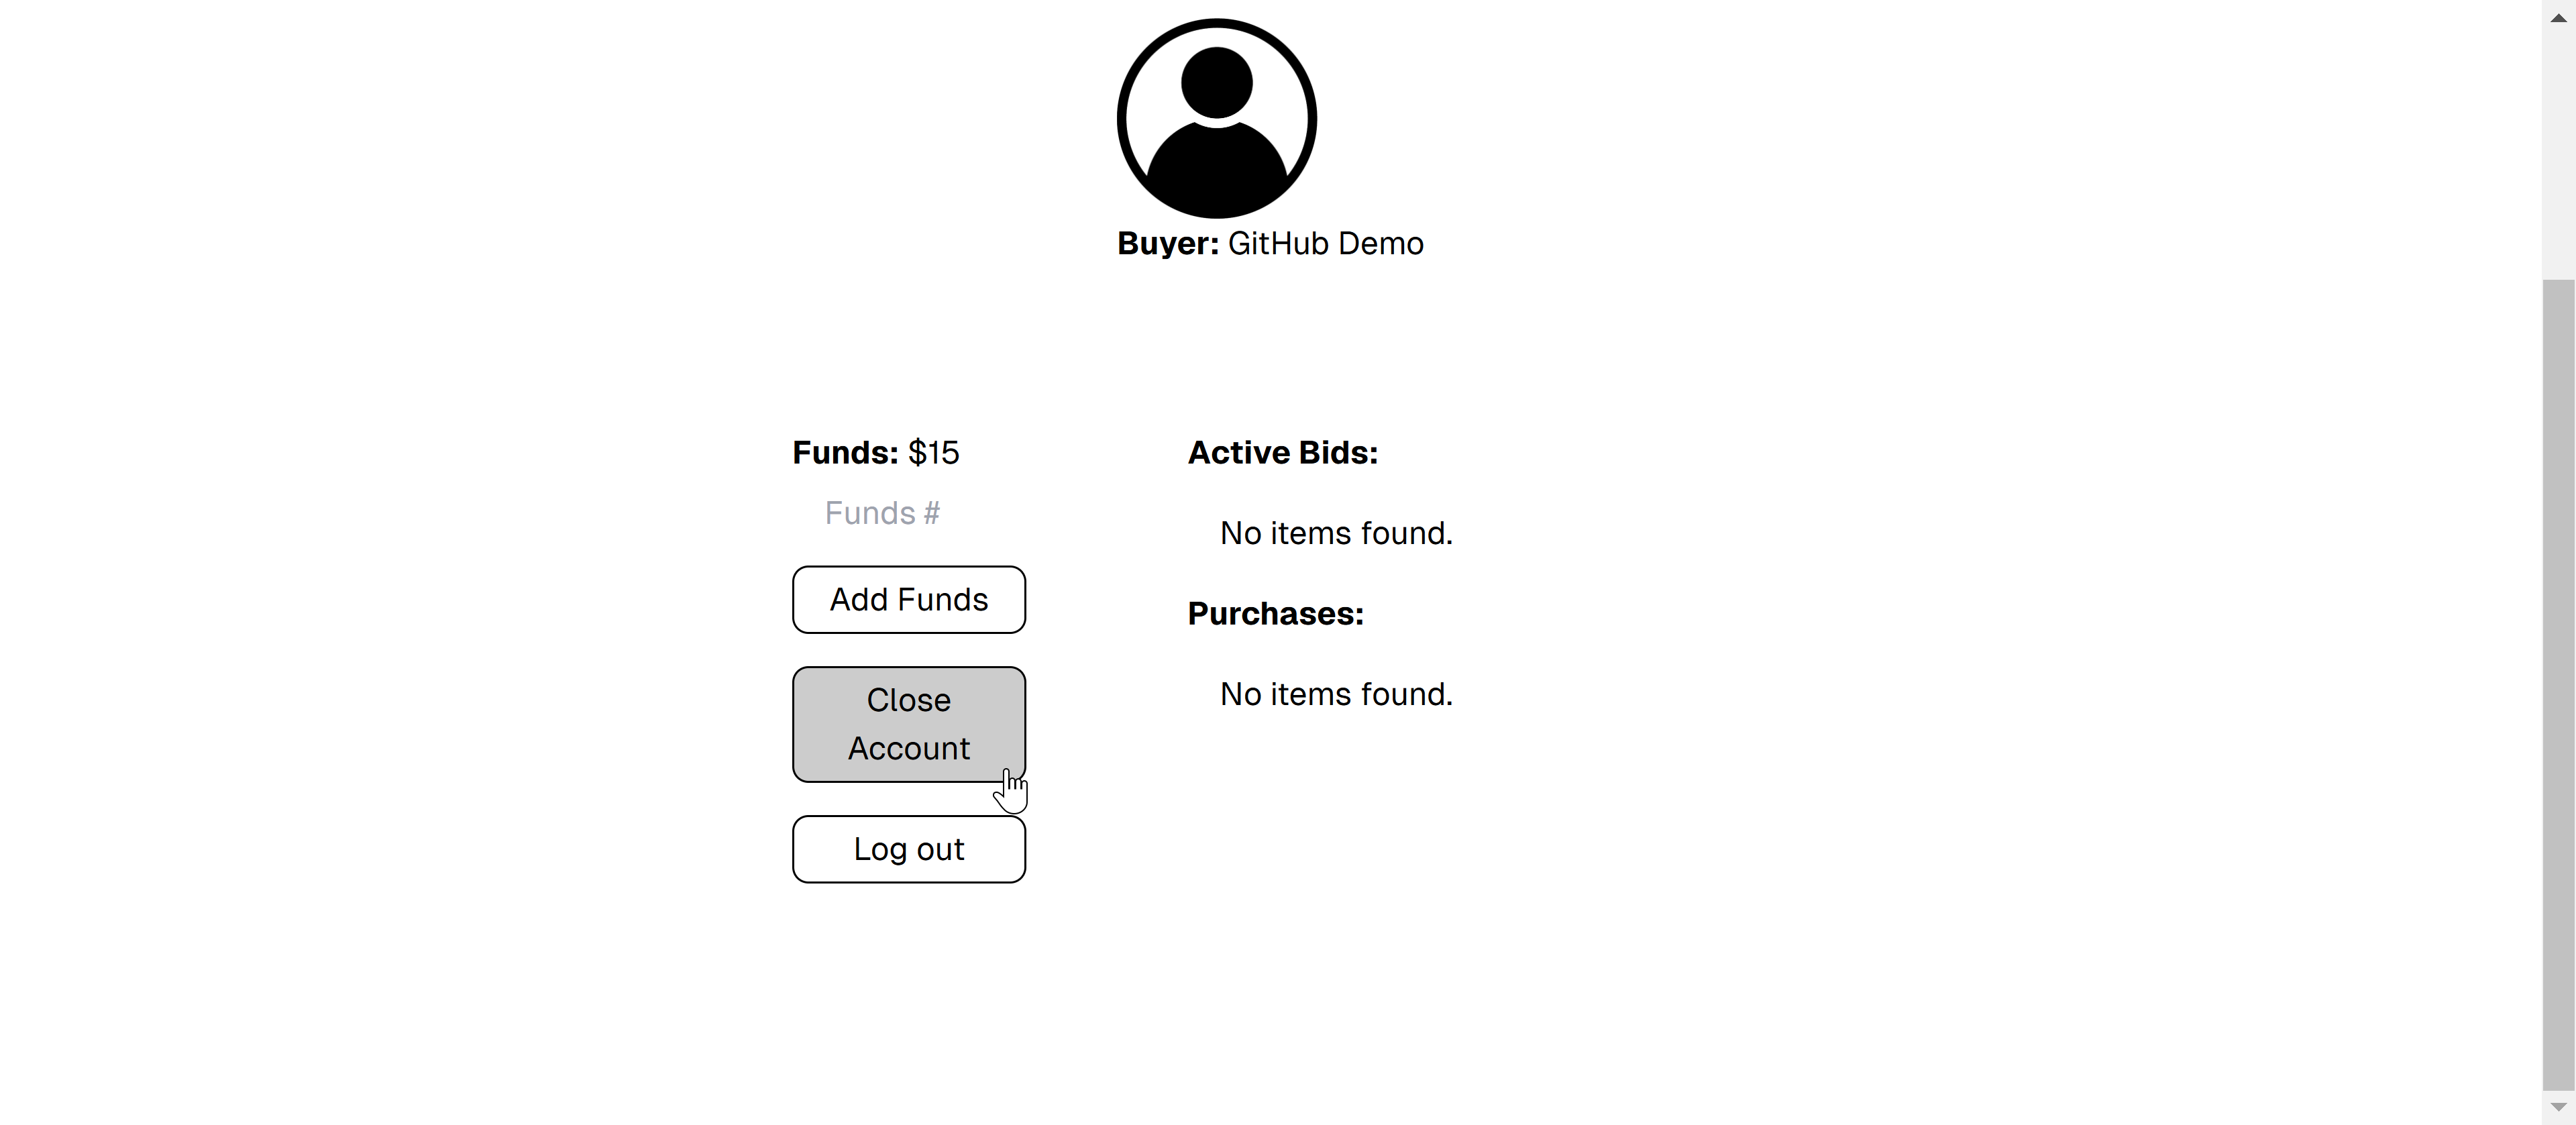 Buyer: GitHub Demo
Funds: $15
Funds #
Add Funds
Close
Account
Log out
Active Bids:
No items found.
Purchases:
No items found.